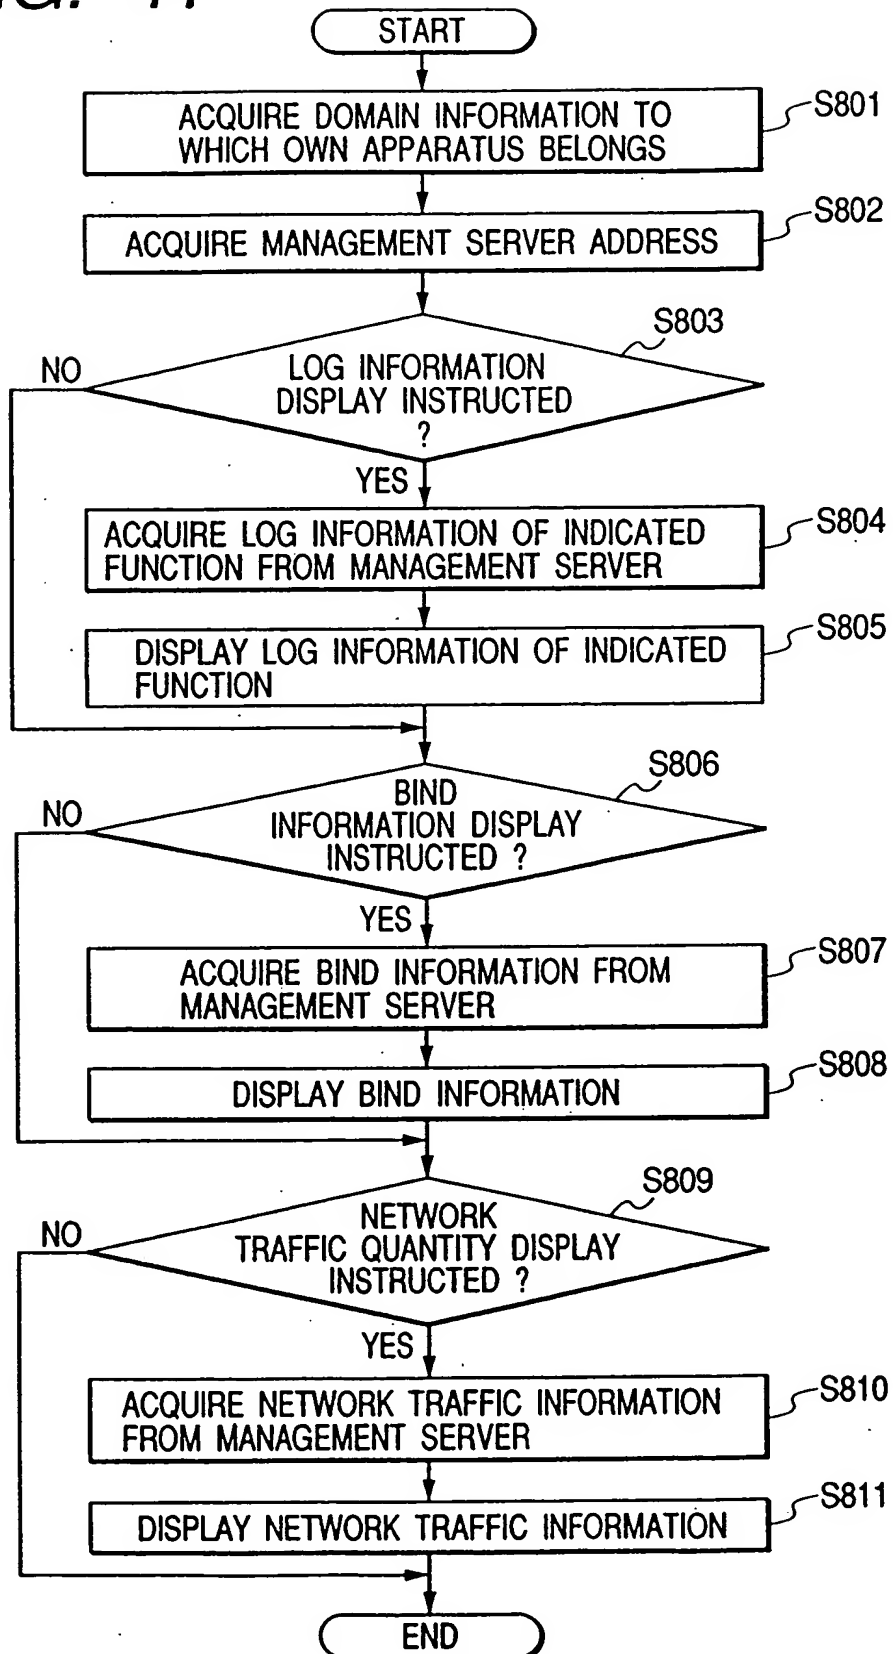 START
ACQUIRE DOMAIN INFORMATION TO
WHICH OWN APPARATUS BELONGS
S801
ACQUIRE MANAGEMENT SERVER ADDRESS
S802
S803
NO
LOG INFORMATION
DISPLAY INSTRUCTED
?
YES
ACQUIRE LOG INFORMATION OF INDICATED
FUNCTION FROM MANAGEMENT SERVER
S804
DISPLAY LOG INFORMATION OF INDICATED
FUNCTION
S805
S806
NO
BIND
INFORMATION DISPLAY
INSTRUCTED ?
YES
ACQUIRE BIND INFORMATION FROM
MANAGEMENT SERVER
S807
DISPLAY BIND INFORMATION
S808
S809
NO
NETWORK
TRAFFIC QUANTITY DISPLAY
INSTRUCTED ?
YES
ACQUIRE NETWORK TRAFFIC INFORMATION
FROM MANAGEMENT SERVER
S810
DISPLAY NETWORK TRAFFIC INFORMATION
S811
END